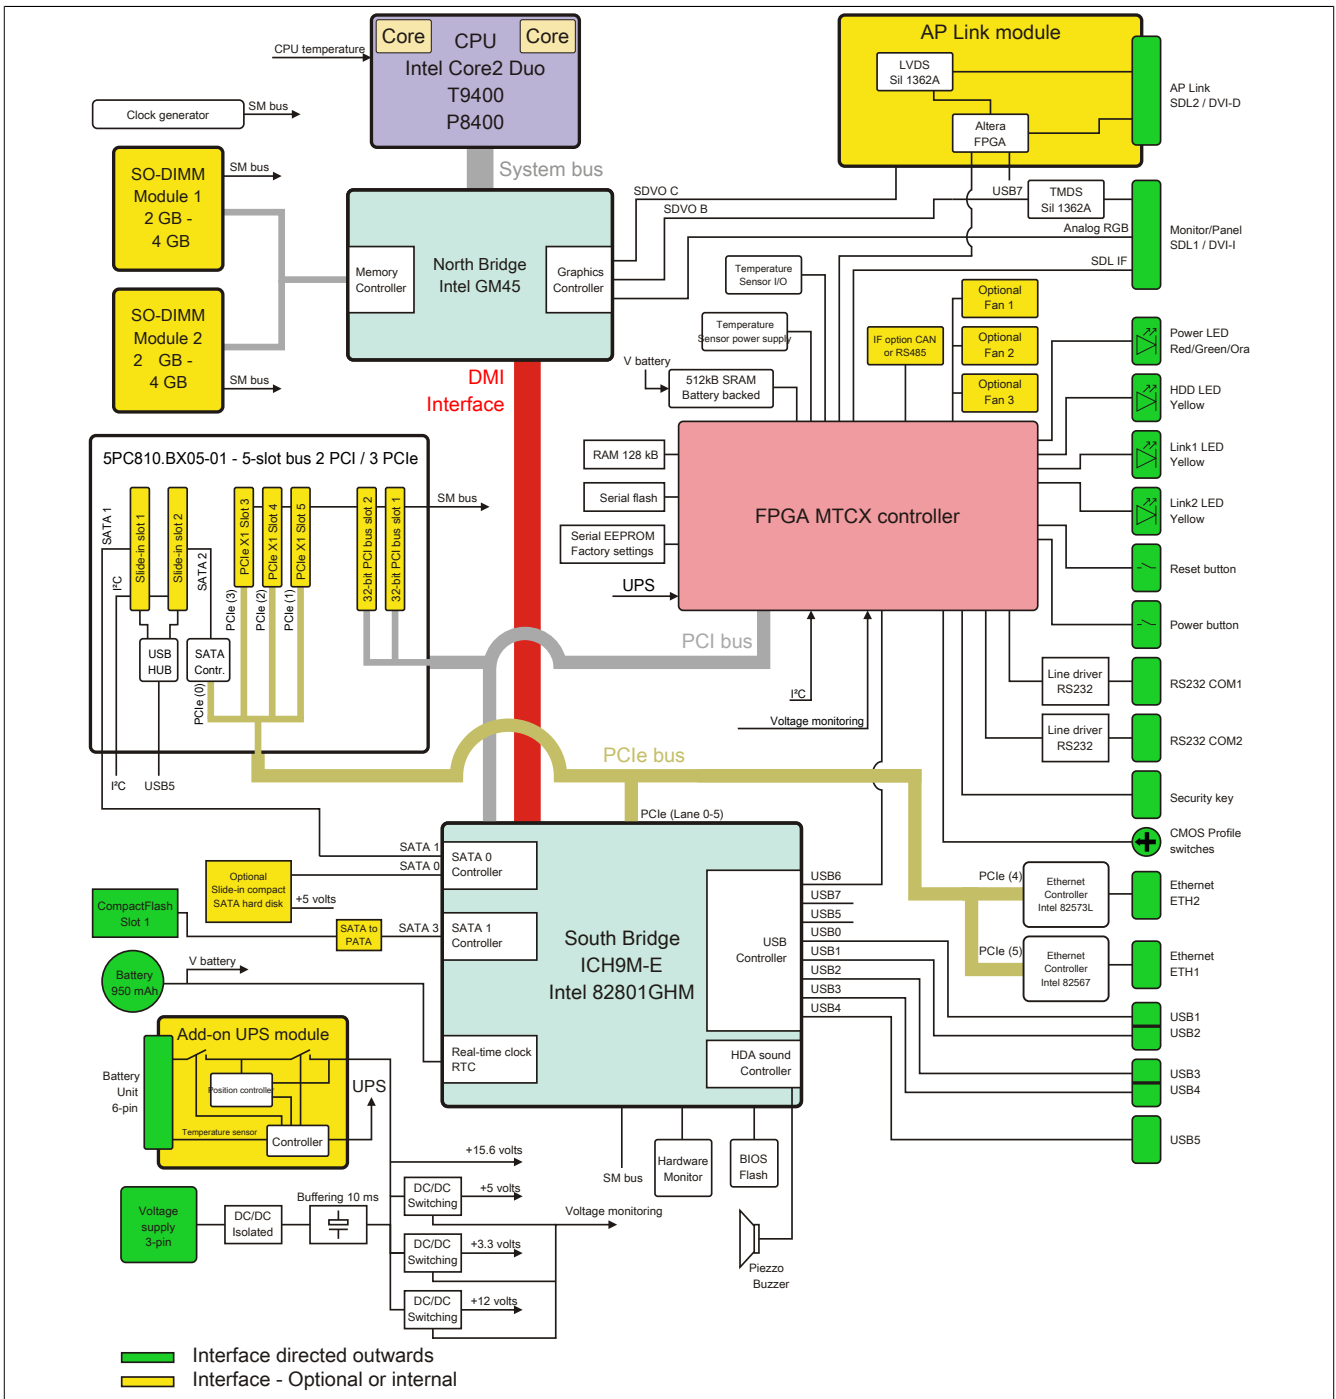 Core
CPU
Core
Intel Core2 Duo
T9400
P8400
CPU temperature
Clock generator
SM bus
SO-DIMM
Module 1
2 GB -
4 GB
SM bus
SO-DIMM
Module 2
2 GB -
4 GB
SM bus
System bus
Memory
Controller
North Bridge
Intel GM45
Graphics
Controller
SDVO C
SDVO B
Analog RGB
SDL IF
USB7
AP Link module
LVDS
Sil 1362A
Altera
FPGA
AP Link
SDL2 / DVI-D
TMDS
Sil 1362A
Monitor/Panel
SDL1 / DVI-I
DMI
Interface
Temperature
Sensor I/O
Temperature
Sensor power supply
V battery
512kB SRAM
Battery backed
IF option CAN
or RS485
Optional
Fan 1
Optional
Fan 2
Optional
Fan 3
Power LED
Red/Green/Ora
HDD LED
Yellow
Link1 LED
Yellow
Link2 LED
Yellow
Reset button
Power button
RAM 128 kB
Serial flash
Serial EEPROM
Factory settings
UPS
FPGA MTCX controller
5PC810.BX05-01 - 5-slot bus 2 PCI / 3 PCIe
SATA 1
Slide-in slot 1
Slide-in slot 2
SATA 2
PCIe X1 Slot 3
PCIe X1 Slot 4
PCIe X1 Slot 5
32-bit PCI bus slot 2
32-bit PCI bus slot 1
SM bus
I²C
PCIe (3)
PCIe (2)
PCIe (1)
USB
HUB
SATA
Contr.
PCIe (0)
I²C
USB5
PCI bus
I²C
Voltage monitoring
Line driver
RS232
RS232 COM1
Line driver
RS232
RS232 COM2
Security key
CMOS Profile
switches
PCIe bus
PCIe (Lane 0-5)
PCIe (4)
Ethernet
Controller
Intel 82573L
Ethernet
ETH2
PCIe (5)
Ethernet
Controller
Intel 82567
Ethernet
ETH1
SATA 1
SATA 0
SATA 0
Controller
Optional
Slide-in compact
SATA hard disk
+5 volts
CompactFlash
Slot 1
SATA to
PATA
SATA 3
SATA 1
Controller
Battery
950 mAh
V battery
South Bridge
ICH9M-E
Intel 82801GHM
USB
Controller
USB6
USB7
USB5
USB0
USB1
USB2
USB3
USB4
USB1
USB2
USB3
USB4
USB5
Real-time clock
RTC
HDA sound
Controller
Add-on UPS module
Battery
Unit
6-pin
Position controller
Temperature sensor
Controller
UPS
SM bus
Hardware
Monitor
BIOS
Flash
Piezzo
Buzzer
Voltage
supply
3-pin
DC/DC
Isolated
Buffering 10 ms
+15.6 volts
DC/DC
Switching
+5 volts
Voltage monitoring
DC/DC
Switching
+3.3 volts
DC/DC
Switching
+12 volts
Interface directed outwards
Interface - Optional or internal